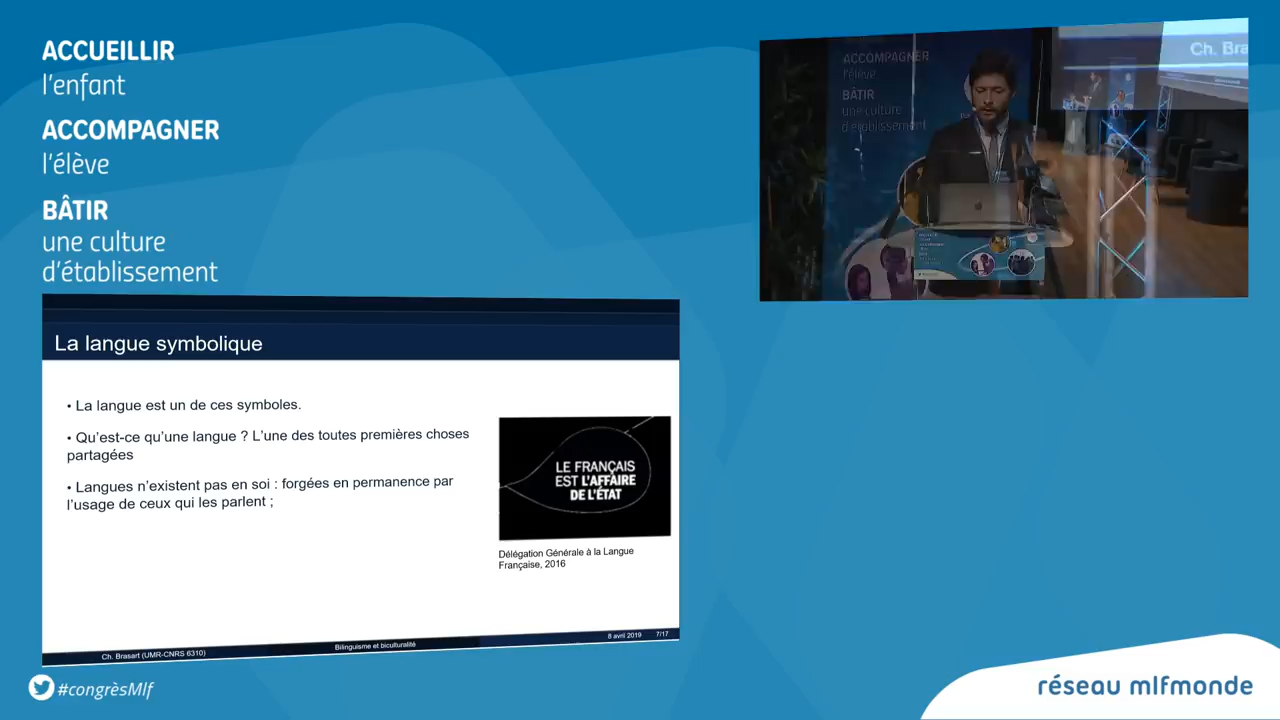 ACCUEILLIR
l'enfant
ACCOMPAGNER
l'élève
BÂTIR
une culture
d'établissement
ACCOMPAGNER
l'élève
BÂTIR
une culture
d'établissement
Ch. Bra
La langue symbolique
• La langue est un de ces symboles.
• Qu'est-ce qu'une langue ? L'une des toutes premières choses
partagées
• Langues n'existent pas en soi : forgées en permanence par
l'usage de ceux qui les parlent ;
LE FRANÇAIS
EST L'AFFAIRE
DE L'ÉTAT
Délégation Générale à la Langue
Française, 2016
Ch. Brasart (UMR-CNRS 6310)
Bilinguisme et biculturalité
8 avril 2019
7/17
#congrèsMlf
réseau mlfmonde